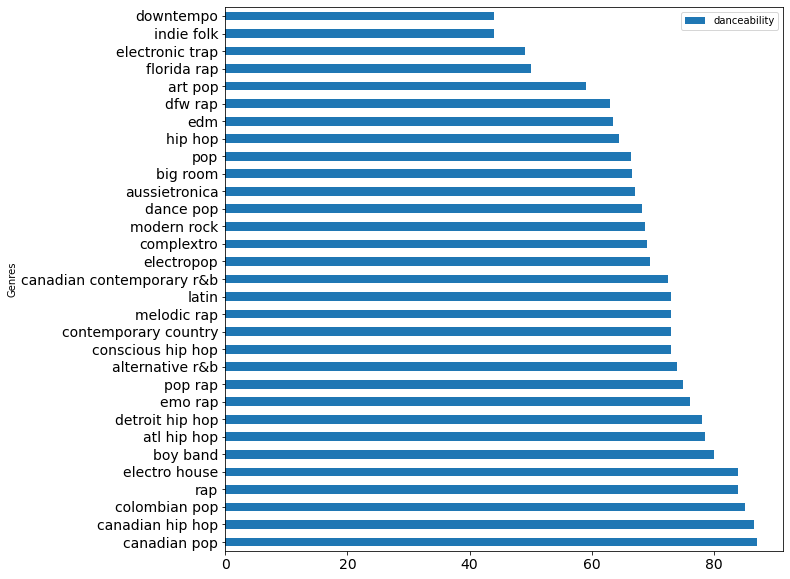 danceability
downtempo
indie folk
electronic trap
florida rap
art pop
dfw rap
edm
hip hop
pop
big room
aussietronica
dance pop
modern rock
complextro
electropop
canadian contemporary r&b
latin
melodic rap
contemporary country
conscious hip hop
alternative r&b
pop rap
emo rap
detroit hip hop
atl hip hop
boy band
electro house
rap
colombian pop
canadian hip hop
canadian pop
Genres
0 20 40 60 80